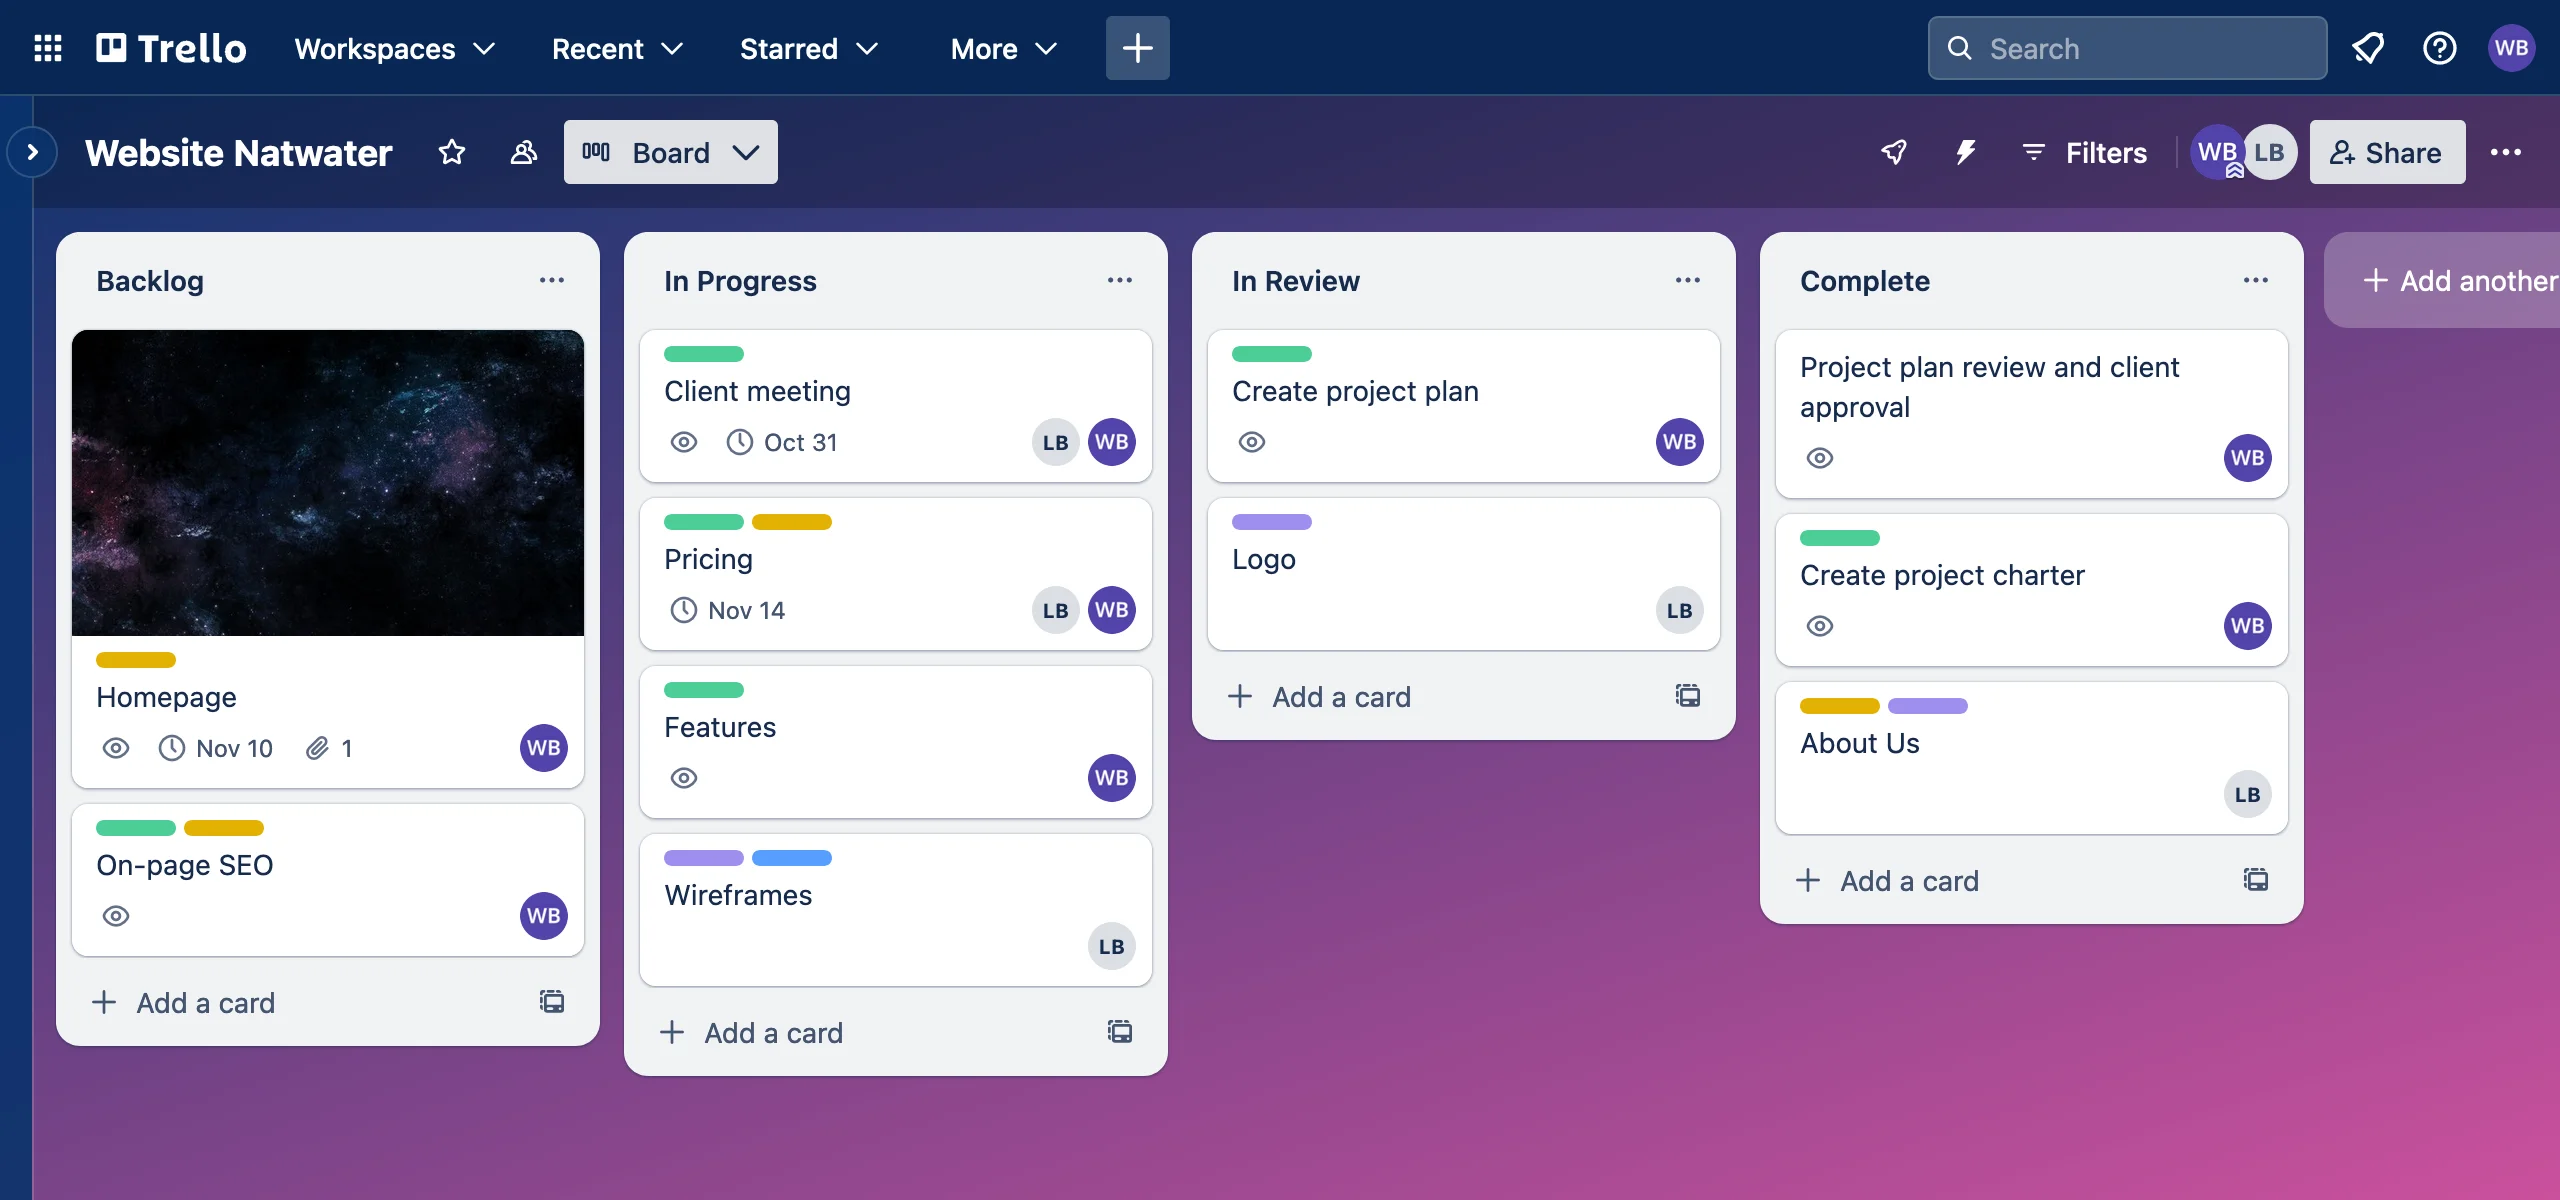 Trello Workspaces Recent Starred More Search WB
Website Natwater Board Filters WB LB Share
Backlog
Homepage
Nov 10 1 WB
On-page SEO
WB
Add a card
In Progress
Client meeting
Oct 31 LB WB
Pricing
Nov 14 LB WB
Features
WB
Wireframes
LB
Add a card
In Review
Create project plan
WB
Logo
LB
Add a card
Complete
Project plan review and client
approval
WB
Create project charter
WB
About Us
LB
Add a card
Add another